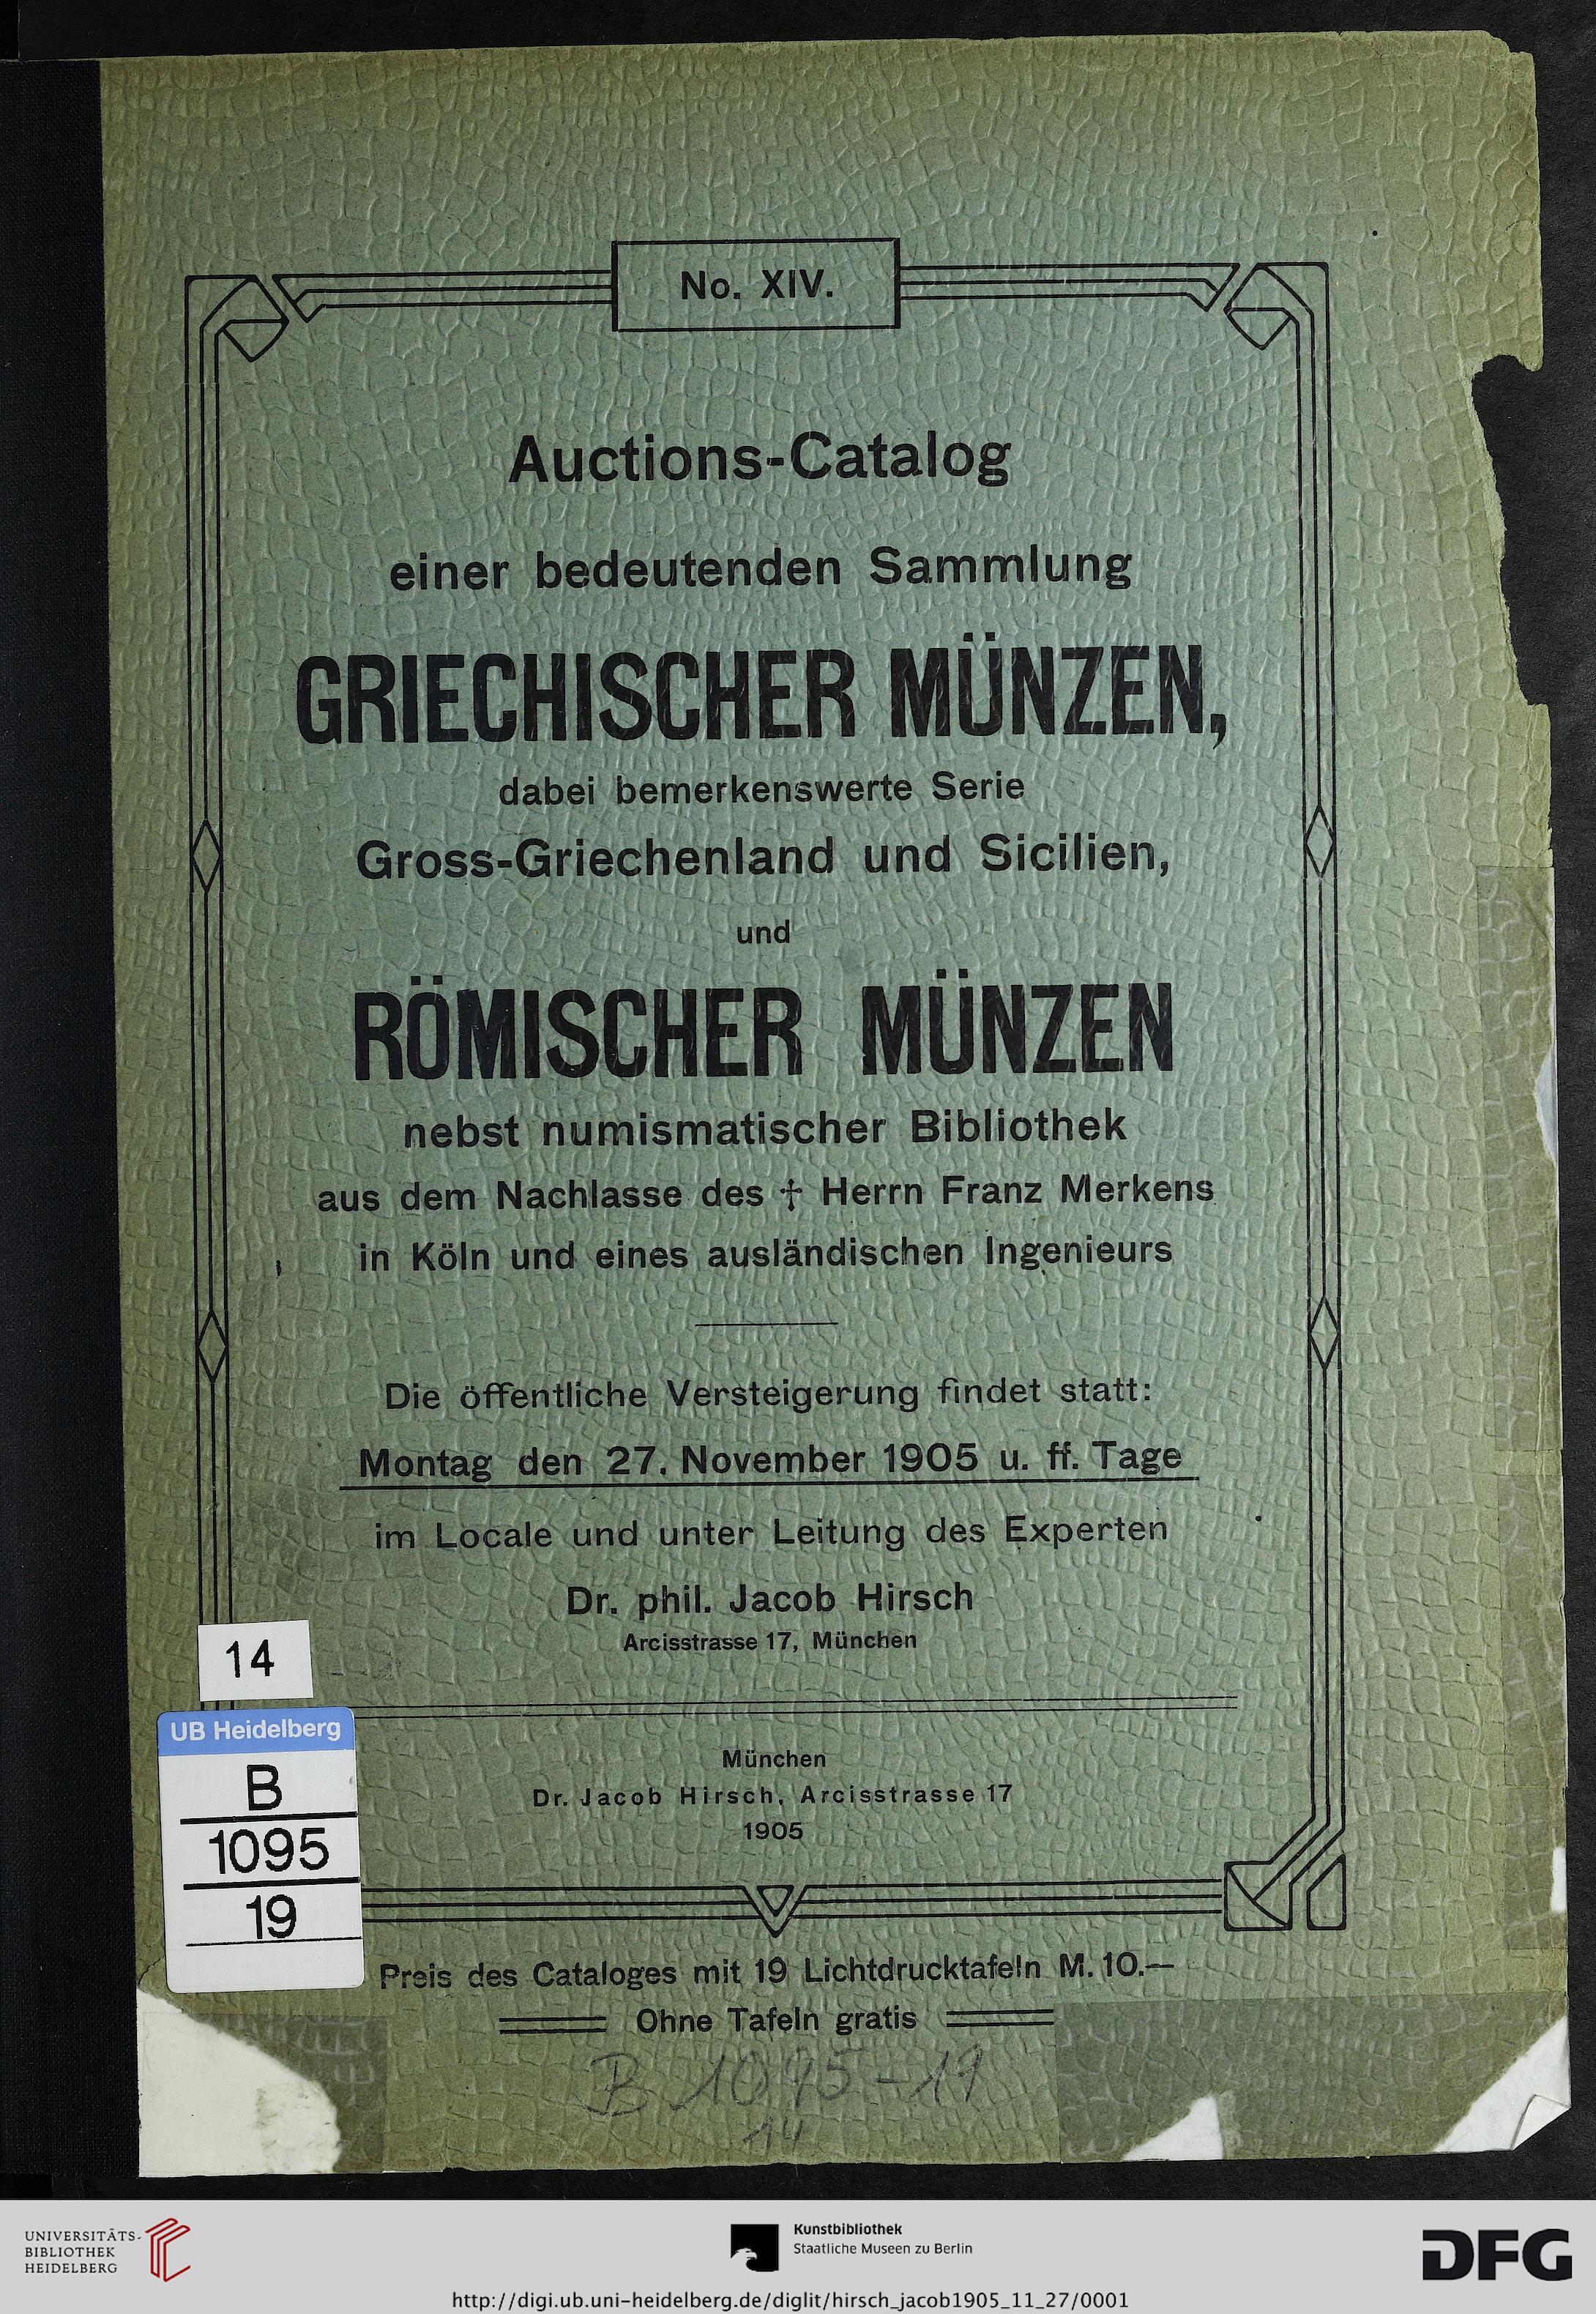 No. XIV.
Auctions-Catalog
einer bedeutenden Sammlung
GRIECHISCHER MÜNZEN,
dabei bemerkenswerte Serie
Gross-Griechenland und Sicilien,
und
RÖMISCHER MÜNZEN
nebst numismatischer Bibliothek
aus dem Nachlasse des † Herrn Franz Merkens
in Köln und eines ausländischen Ingenieurs
Die öffentliche Versteigerung findet statt:
Montag den 27. November 1905 u. ff. Tage
im Locale und unter Leitung des Experten
Dr. phil. Jacob Hirsch
Arcisstrasse 17, München
14
UB Heidelberg
B
1095
19
München
Dr. Jacob Hirsch, Arcisstrasse 17
1905
Preis des Cataloges mit 19 Lichtdrucktafeln M. 10.—
Ohne Tafeln gratis
B 1095-19
14
UNIVERSITÄTS-
BIBLIOTHEK
HEIDELBERG
Kunstbibliothek
Staatliche Museen zu Berlin
DFG
http://digi.ub.uni-heidelberg.de/diglit/hirsch_jacob1905_11_27/0001